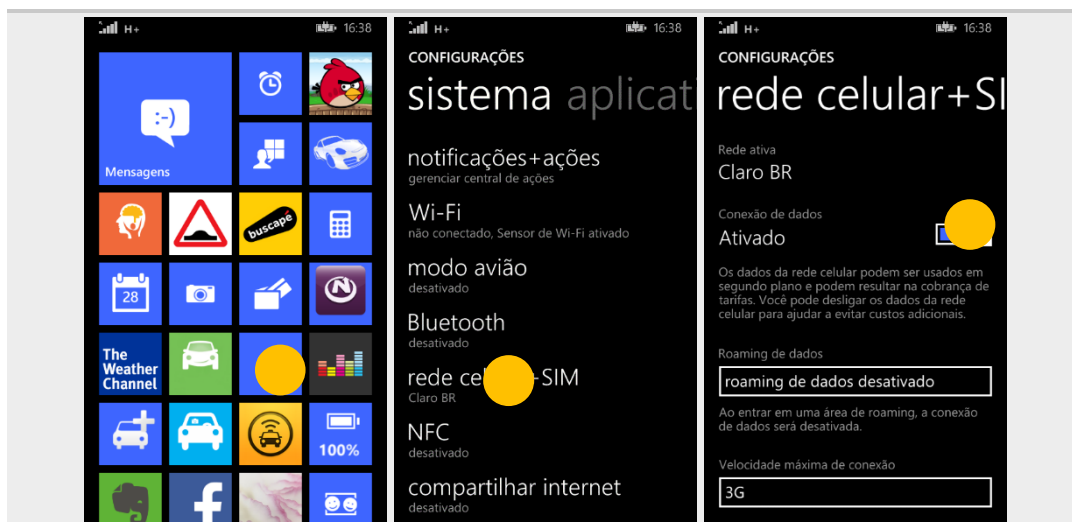 H+
16:38
:-)
Mensagens
buscapé
28
N
The
Weather
Channel
100%
f
H+
16:38
CONFIGURAÇÕES
sistema aplicati
notificações+ações
gerenciar central de ações
Wi-Fi
não conectado, Sensor de Wi-Fi ativado
modo avião
desativado
Bluetooth
desativado
rede ce -SIM
Claro BR
NFC
desativado
compartilhar internet
desativado
H+
16:38
CONFIGURAÇÕES
rede celular+SI
Rede ativa
Claro BR
Conexão de dados
Ativado
Os dados da rede celular podem ser usados em
segundo plano e podem resultar na cobrança de
tarifas. Você pode desligar os dados da rede
celular para ajudar a evitar custos adicionais.
Roaming de dados
roaming de dados desativado
Ao entrar em uma área de roaming, a conexão
de dados será desativada.
Velocidade máxima de conexão
3G